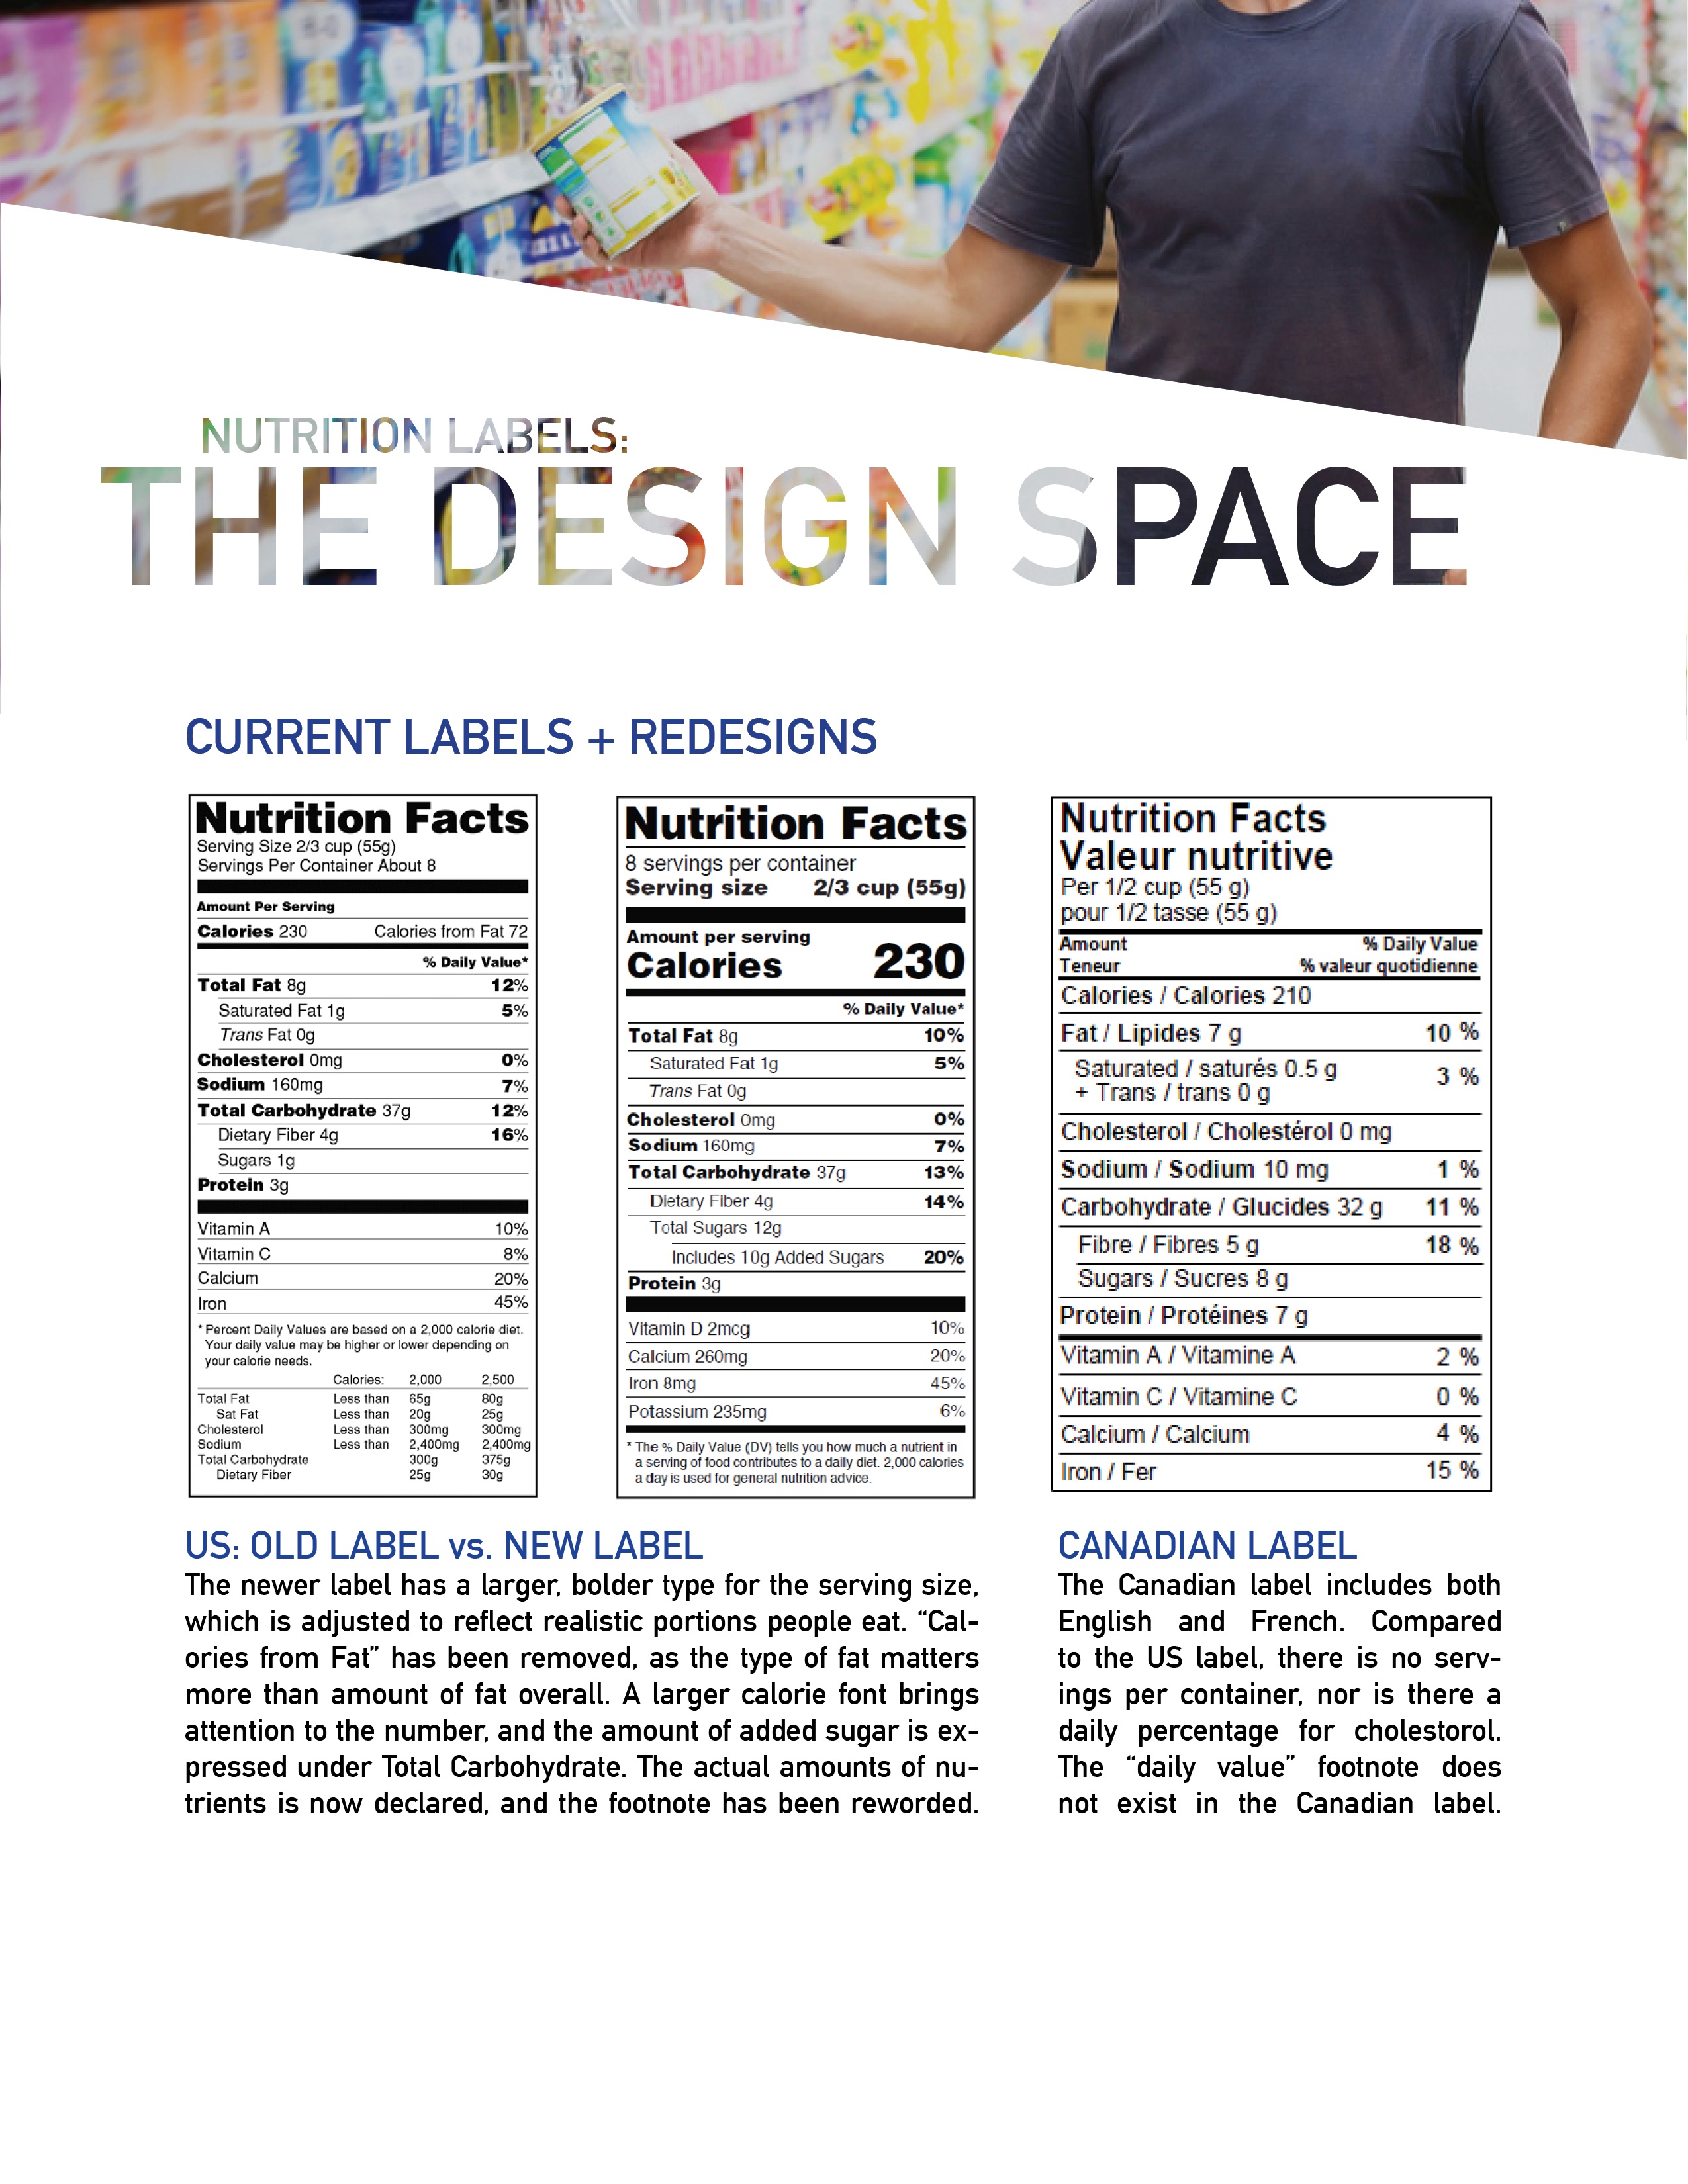 NUTRITION LABELS:
THE DESIGN SPACE
CURRENT LABELS + REDESIGNS
Nutrition Facts
Serving Size 2/3 cup (55g)
Servings Per Container About 8
Amount Per Serving
Calories 230 Calories from Fat 72
% Daily Value*
Total Fat 8g 12%
Saturated Fat 1g 5%
Trans Fat 0g
Cholesterol 0mg 0%
Sodium 160mg 7%
Total Carbohydrate 37g 12%
Dietary Fiber 4g 16%
Sugars 1g
Protein 3g
Vitamin A 10%
Vitamin C 8%
Calcium 20%
Iron 45%
* Percent Daily Values are based on a 2,000 calorie diet.
Your daily value may be higher or lower depending on
your calorie needs.
Calories: 2,000 2,500
Total Fat Less than 65g 80g
Sat Fat Less than 20g 25g
Cholesterol Less than 300mg 300mg
Sodium Less than 2,400mg 2,400mg
Total Carbohydrate 300g 375g
Dietary Fiber 25g 30g
Nutrition Facts
8 servings per container
Serving size 2/3 cup (55g)
Amount per serving
Calories 230
% Daily Value*
Total Fat 8g 10%
Saturated Fat 1g 5%
Trans Fat 0g
Cholesterol 0mg 0%
Sodium 160mg 7%
Total Carbohydrate 37g 13%
Dietary Fiber 4g 14%
Total Sugars 12g
Includes 10g Added Sugars 20%
Protein 3g
Vitamin D 2mcg 10%
Calcium 260mg 20%
Iron 8mg 45%
Potassium 235mg 6%
* The % Daily Value (DV) tells you how much a nutrient in
a serving of food contributes to a daily diet. 2,000 calories
a day is used for general nutrition advice.
Nutrition Facts
Valeur nutritive
Per 1/2 cup (55 g)
pour 1/2 tasse (55 g)
Amount % Daily Value
Teneur % valeur quotidienne
Calories / Calories 210
Fat / Lipides 7 g 10 %
Saturated / saturés 0.5 g
+ Trans / trans 0 g 3 %
Cholesterol / Cholestérol 0 mg
Sodium / Sodium 10 mg 1 %
Carbohydrate / Glucides 32 g 11 %
Fibre / Fibres 5 g 18 %
Sugars / Sucres 8 g
Protein / Protéines 7 g
Vitamin A / Vitamine A 2 %
Vitamin C / Vitamine C 0 %
Calcium / Calcium 4 %
Iron / Fer 15 %
US: OLD LABEL vs. NEW LABEL
The newer label has a larger, bolder type for the serving size,
which is adjusted to reflect realistic portions people eat. “Cal-
ories from Fat” has been removed, as the type of fat matters
more than amount of fat overall. A larger calorie font brings
attention to the number, and the amount of added sugar is ex-
pressed under Total Carbohydrate. The actual amounts of nu-
trients is now declared, and the footnote has been reworded.
CANADIAN LABEL
The Canadian label includes both
English and French. Compared
to the US label, there is no serv-
ings per container, nor is there a
daily percentage for cholestorol.
The “daily value” footnote does
not exist in the Canadian label.